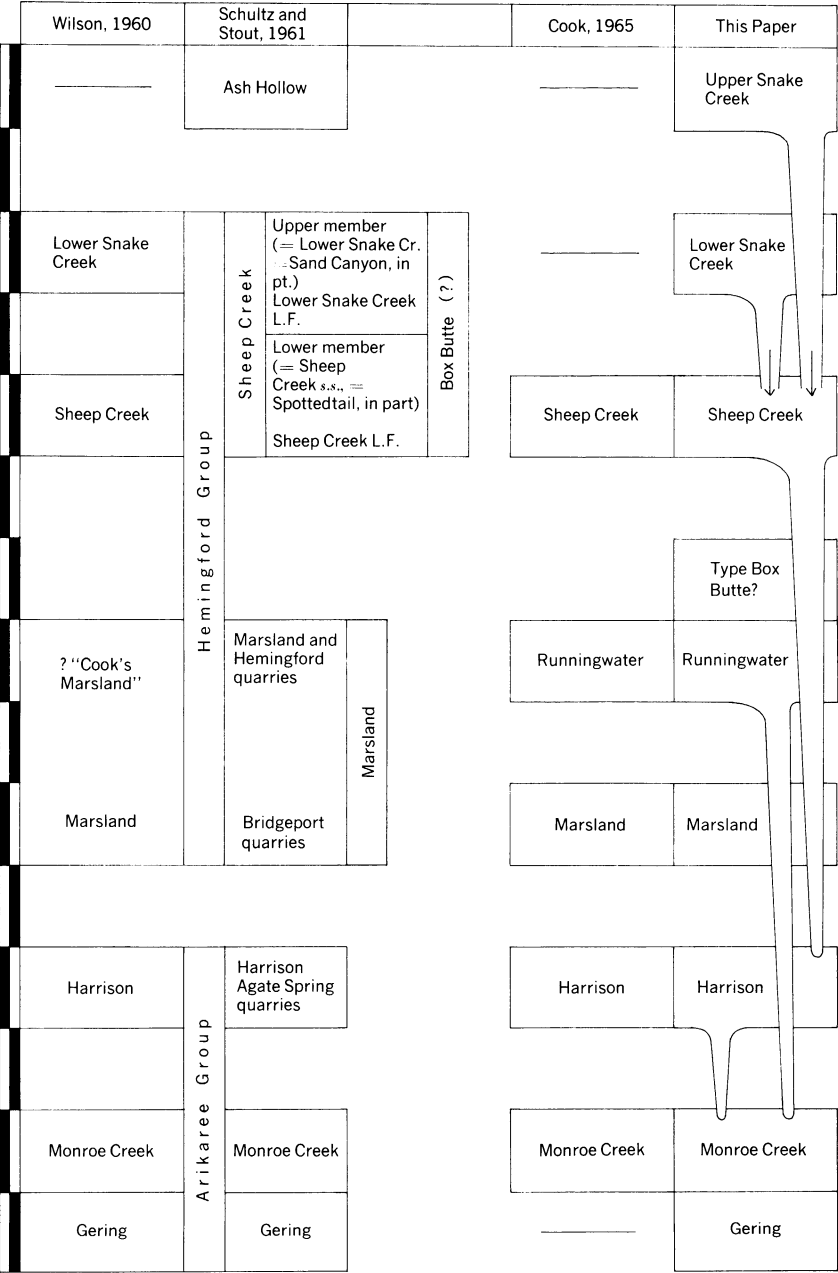 Wilson, 1960
Schultz and
Stout, 1961
Cook, 1965
This Paper
Ash Hollow
Upper Snake
Creek
Lower Snake
Creek
Sheep Creek
Upper member
(= Lower Snake Cr.
=Sand Canyon, in
pt.)
Lower Snake Creek
L.F.
Box Butte (?)
Lower Snake
Creek
Lower member
(= Sheep
Creek s.s., =
Spottedtail, in part)
Sheep Creek L.F.
Sheep Creek
Sheep Creek
Sheep Creek
Hemingford Group
Type Box
Butte?
? "Cook's
Marsland"
Marsland and
Hemingford
quarries
Marsland
Runningwater
Runningwater
Marsland
Bridgeport
quarries
Marsland
Marsland
Harrison
Arikaree Group
Harrison
Agate Spring
quarries
Harrison
Harrison
Monroe Creek
Monroe Creek
Monroe Creek
Monroe Creek
Gering
Gering
Gering